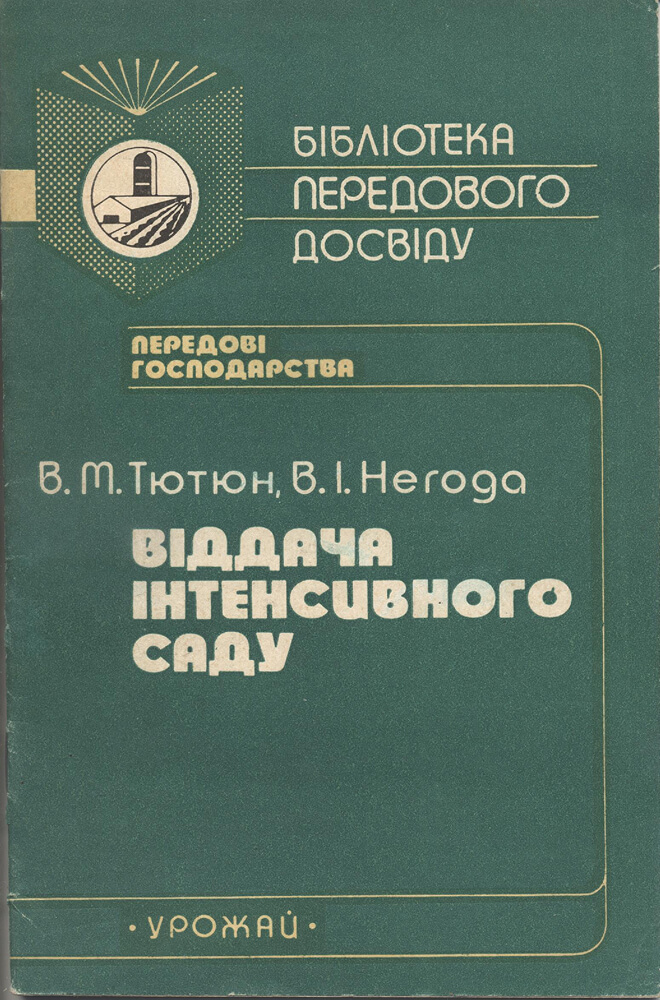 БІБЛІОТЕКА
ПЕРЕДОВОГО
ДОСВІДУ
ПЕРЕДОВІ
ГОСПОДАРСТВА
В. М. Тютюн, В. І. Негода
ВІДДАЧА
ІНТЕНСИВНОГО
САДУ
• УРОЖАЙ •